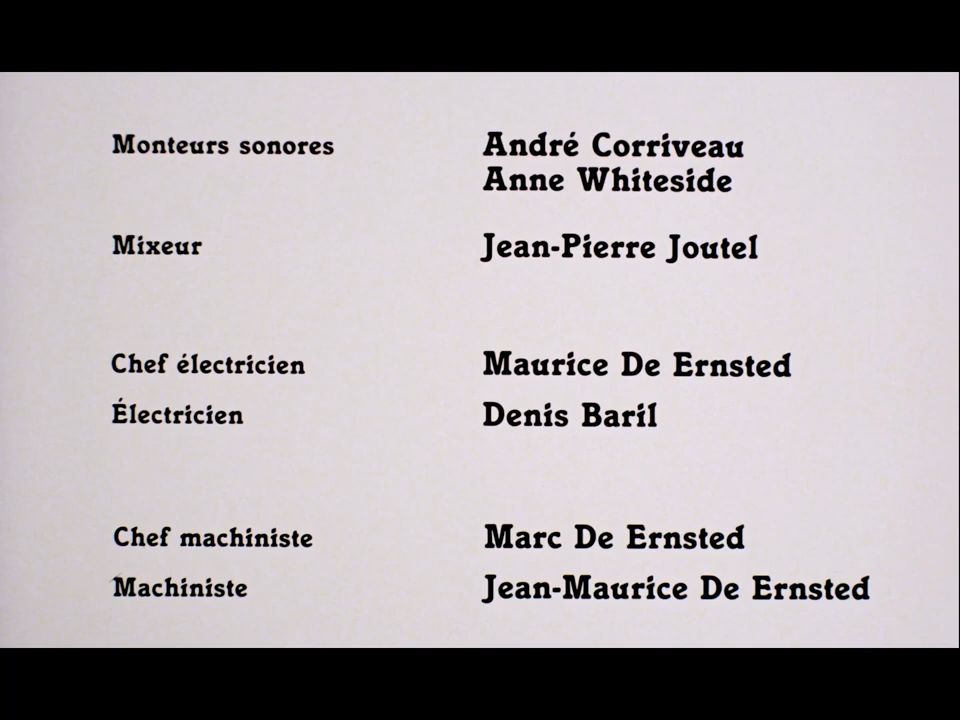 Monteurs sonores André Corriveau
Anne Whiteside
Mixeur Jean-Pierre Joutel
Chef électricien Maurice De Ernsted
Électricien Denis Baril
Chef machiniste Marc De Ernsted
Machiniste Jean-Maurice De Ernsted